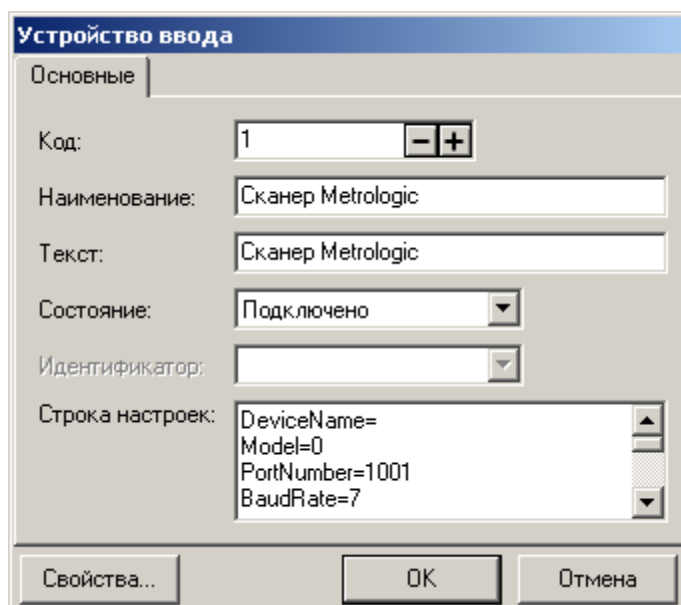 Устройство ввода
Основные
Код: 1
Наименование: Сканер Metrologic
Текст: Сканер Metrologic
Состояние: Подключено
Идентификатор:
Строка настроек: DeviceName=
Model=0
PortNumber=1001
BaudRate=7
Свойства... OK Отмена